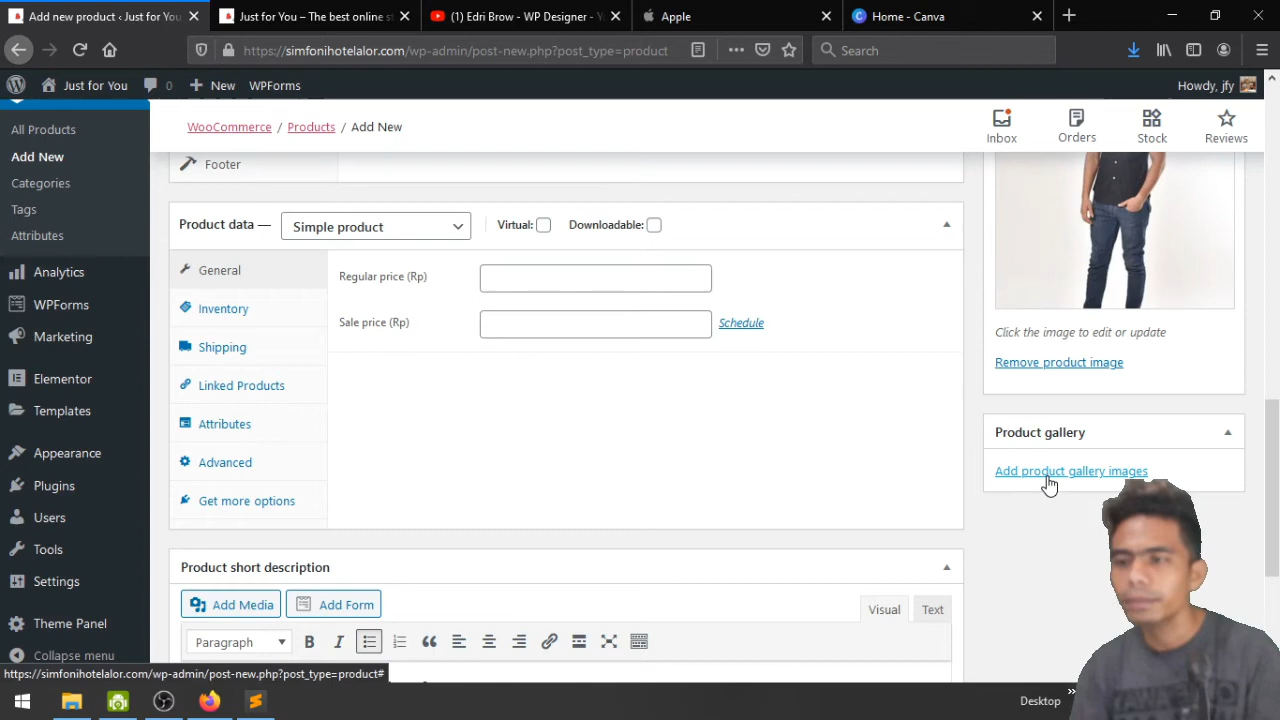 Add new product ‹ Just for You
Just for You – The best online s
(1) Edri Brow - WP Designer - Y
Apple
Home - Canva
https://simfonihotelalor.com/wp-admin/post-new.php?post_type=product
Search
Just for You
0
New
WPForms
Howdy, jfy
All Products
Add New
Categories
Tags
Attributes
Analytics
WPForms
Marketing
Elementor
Templates
Appearance
Plugins
Users
Tools
Settings
Theme Panel
Collapse menu
WooCommerce / Products / Add New
Inbox
Orders
Stock
Reviews
Footer
Product data —
Simple product
Virtual:
Downloadable:
General
Inventory
Shipping
Linked Products
Attributes
Advanced
Get more options
Regular price (Rp)
Sale price (Rp)
Schedule
Click the image to edit or update
Remove product image
Product gallery
Add product gallery images
Product short description
Add Media
Add Form
Visual
Text
Paragraph
B
I
https://simfonihotelalor.com/wp-admin/post-new.php?post_type=product#
Desktop